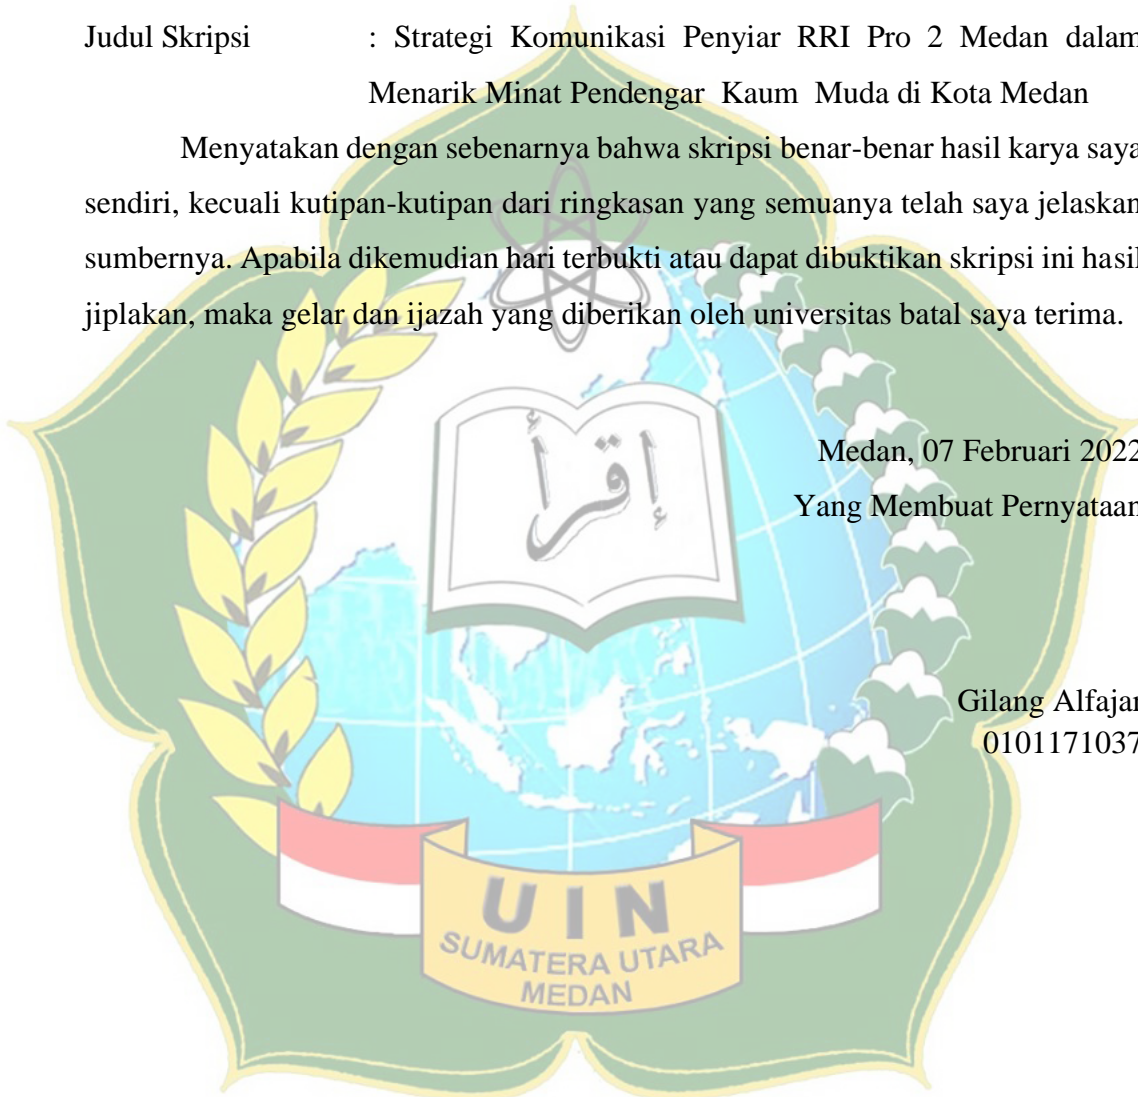 Judul Skripsi : Strategi Komunikasi Penyiar RRI Pro 2 Medan dalam
Menarik Minat Pendengar Kaum Muda di Kota Medan
Menyatakan dengan sebenarnya bahwa skripsi benar-benar hasil karya saya
sendiri, kecuali kutipan-kutipan dari ringkasan yang semuanya telah saya jelaskan
sumbernya. Apabila dikemudian hari terbukti atau dapat dibuktikan skripsi ini hasil
jiplakan, maka gelar dan ijazah yang diberikan oleh universitas batal saya terima.
إقرأ
Medan, 07 Februari 2022
Yang Membuat Pernyataan
Gilang Alfajar
0101171037
UIN
SUMATERA UTARA
MEDAN